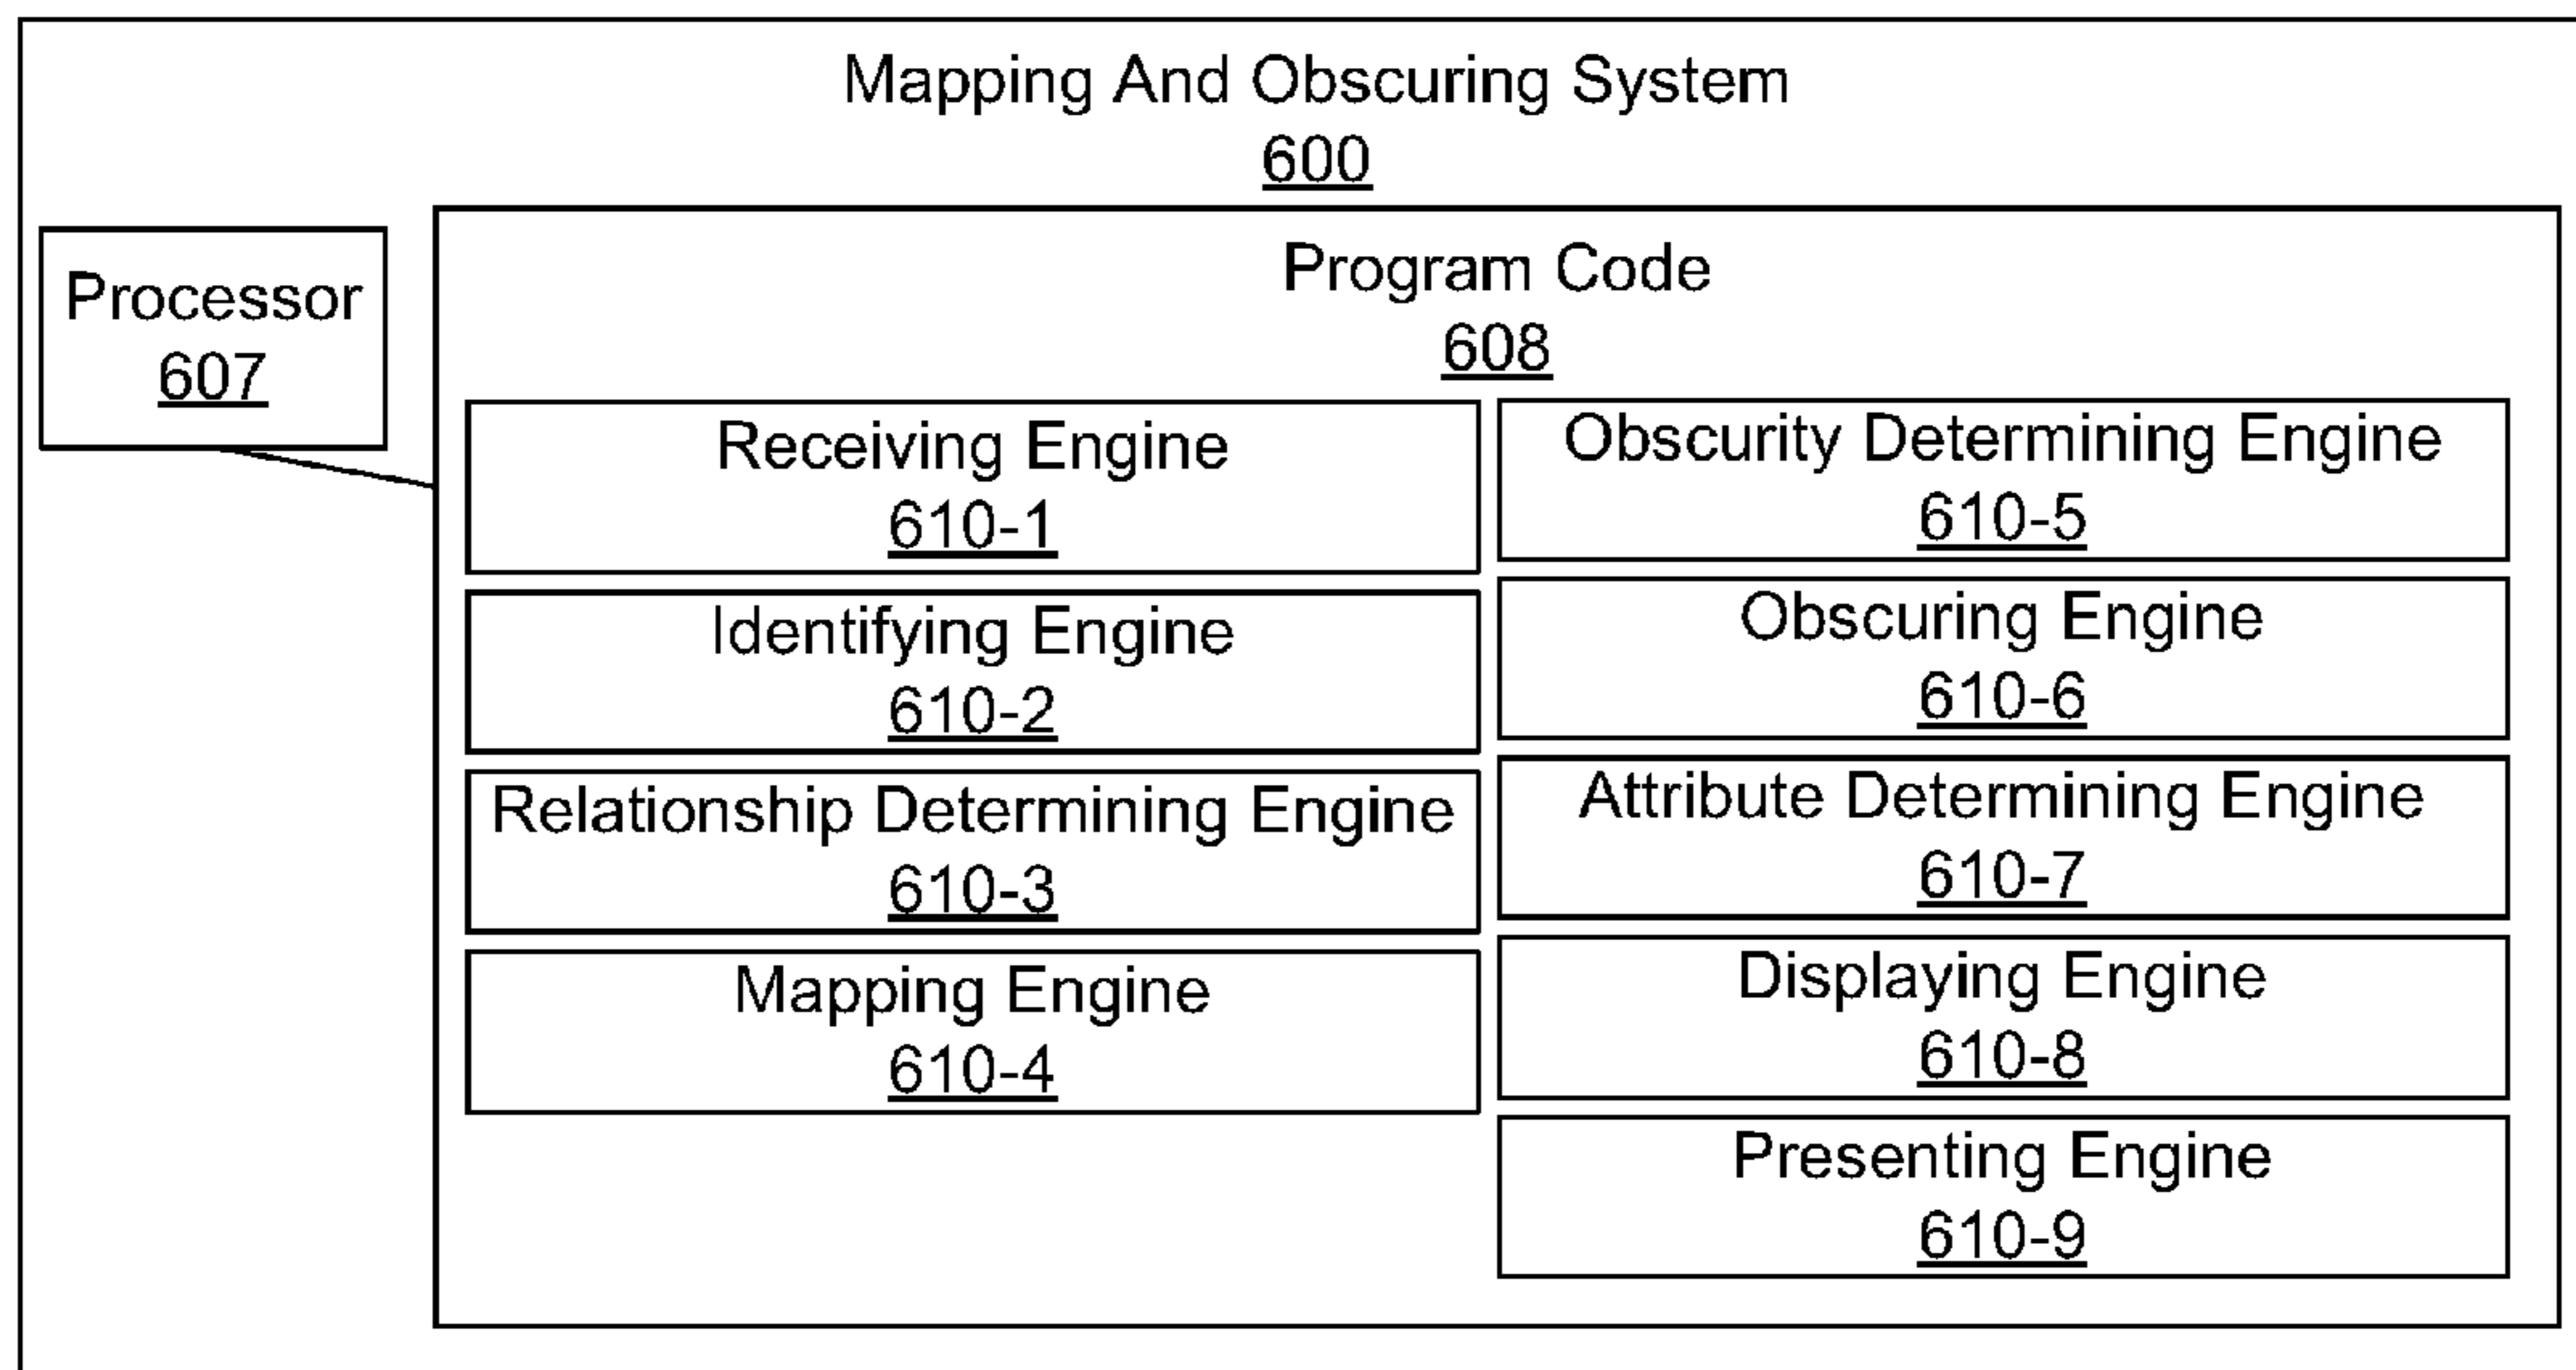 Mapping And Obscuring System
600
Processor
607
Program Code
608
Receiving Engine
610-1
Identifying Engine
610-2
Relationship Determining Engine
610-3
Mapping Engine
610-4
Obscurity Determining Engine
610-5
Obscuring Engine
610-6
Attribute Determining Engine
610-7
Displaying Engine
610-8
Presenting Engine
610-9